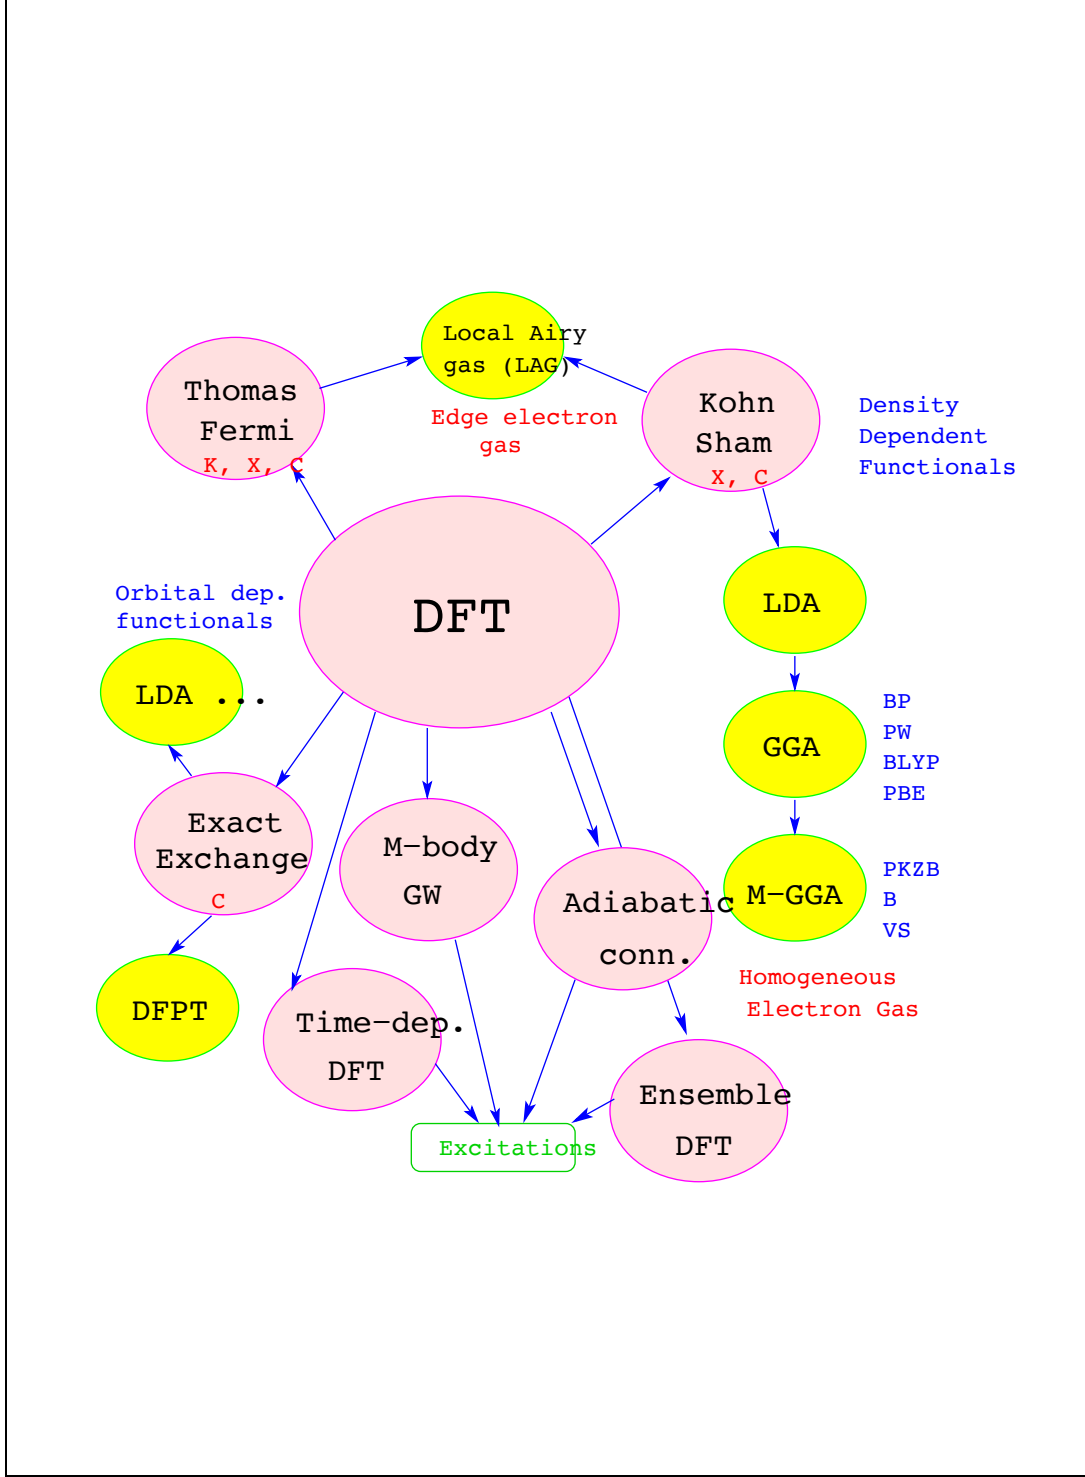 Local Airy
gas (LAG)
Edge electron
gas
Thomas
Fermi
K, X, C
Kohn
Sham
X, C
Density
Dependent
Functionals
DFT
Orbital dep.
functionals
LDA ...
LDA
GGA
BP
PW
BLYP
PBE
Exact
Exchange
C
M-body
GW
Adiabatic
conn.
M-GGA
PKZB
B
VS
Homogeneous
Electron Gas
DFPT
Time-dep.
DFT
Ensemble
DFT
Excitations